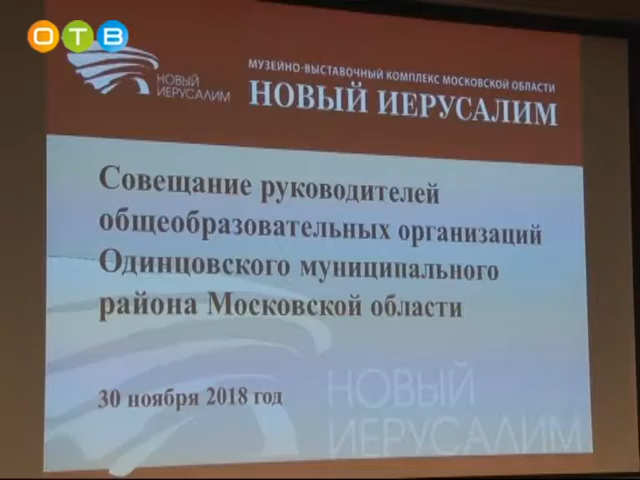 ОТВ
НОВЫЙ
ИЕРУСАЛИМ
МУЗЕЙНО-ВЫСТАВОЧНЫЙ КОМПЛЕКС МОСКОВСКОЙ ОБЛАСТИ
НОВЫЙ ИЕРУСАЛИМ
Совещание руководителей
общеобразовательных организаций
Одинцовского муниципального
района Московской области
30 ноября 2018 год
НОВЫЙ
ИЕРУСАЛИМ